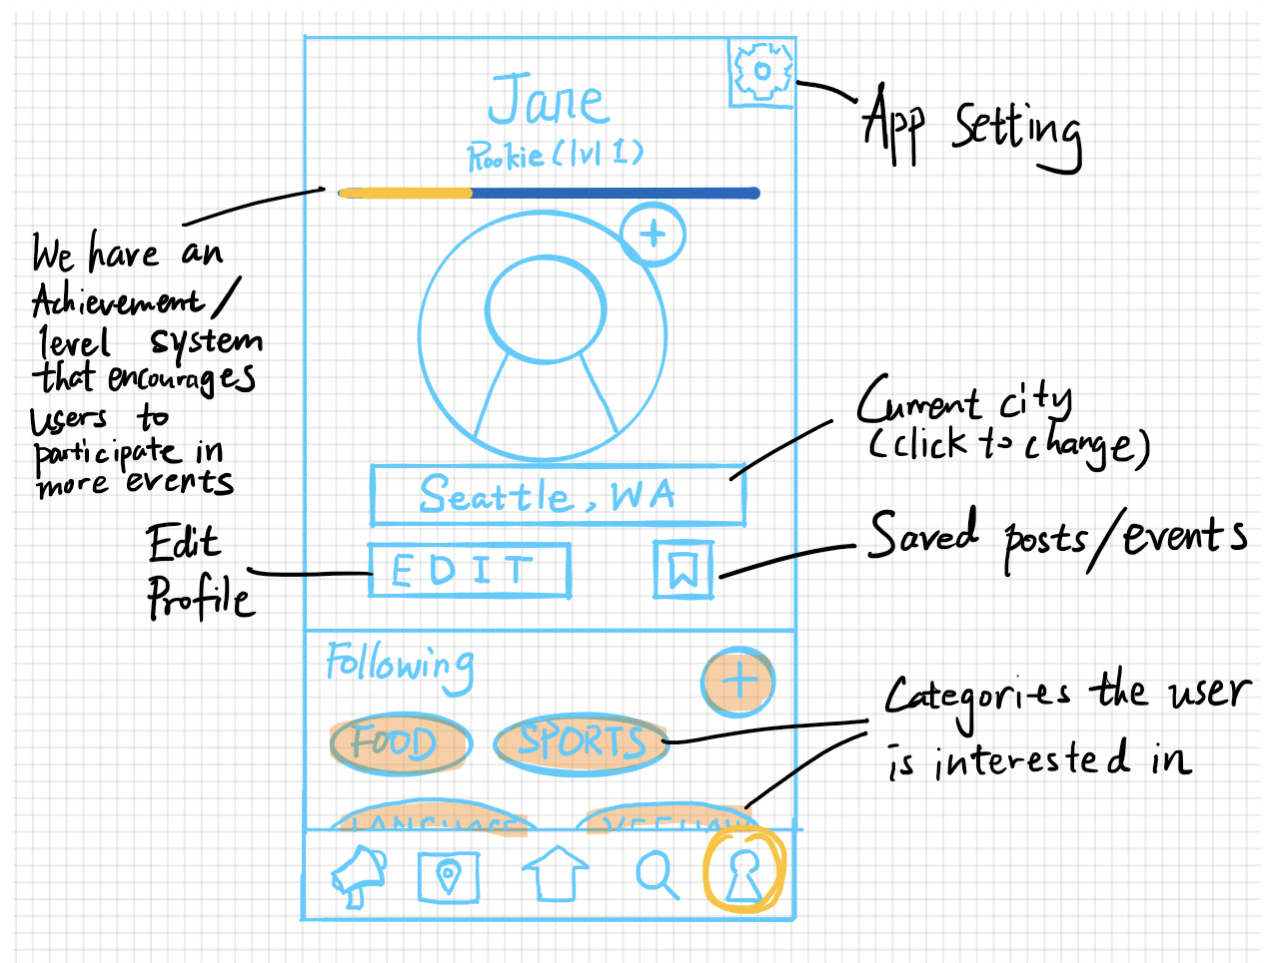 Jane
Rookie (lvl 1)
App Setting
We have an
Achievement/
level system
that encourages
users to
participate in
more events
Current city
(click to change)
Seattle, WA
Saved posts/events
Edit
Profile
EDIT
Following
Categories the user
is interested in
FOOD
SPORTS
LANGUAGE